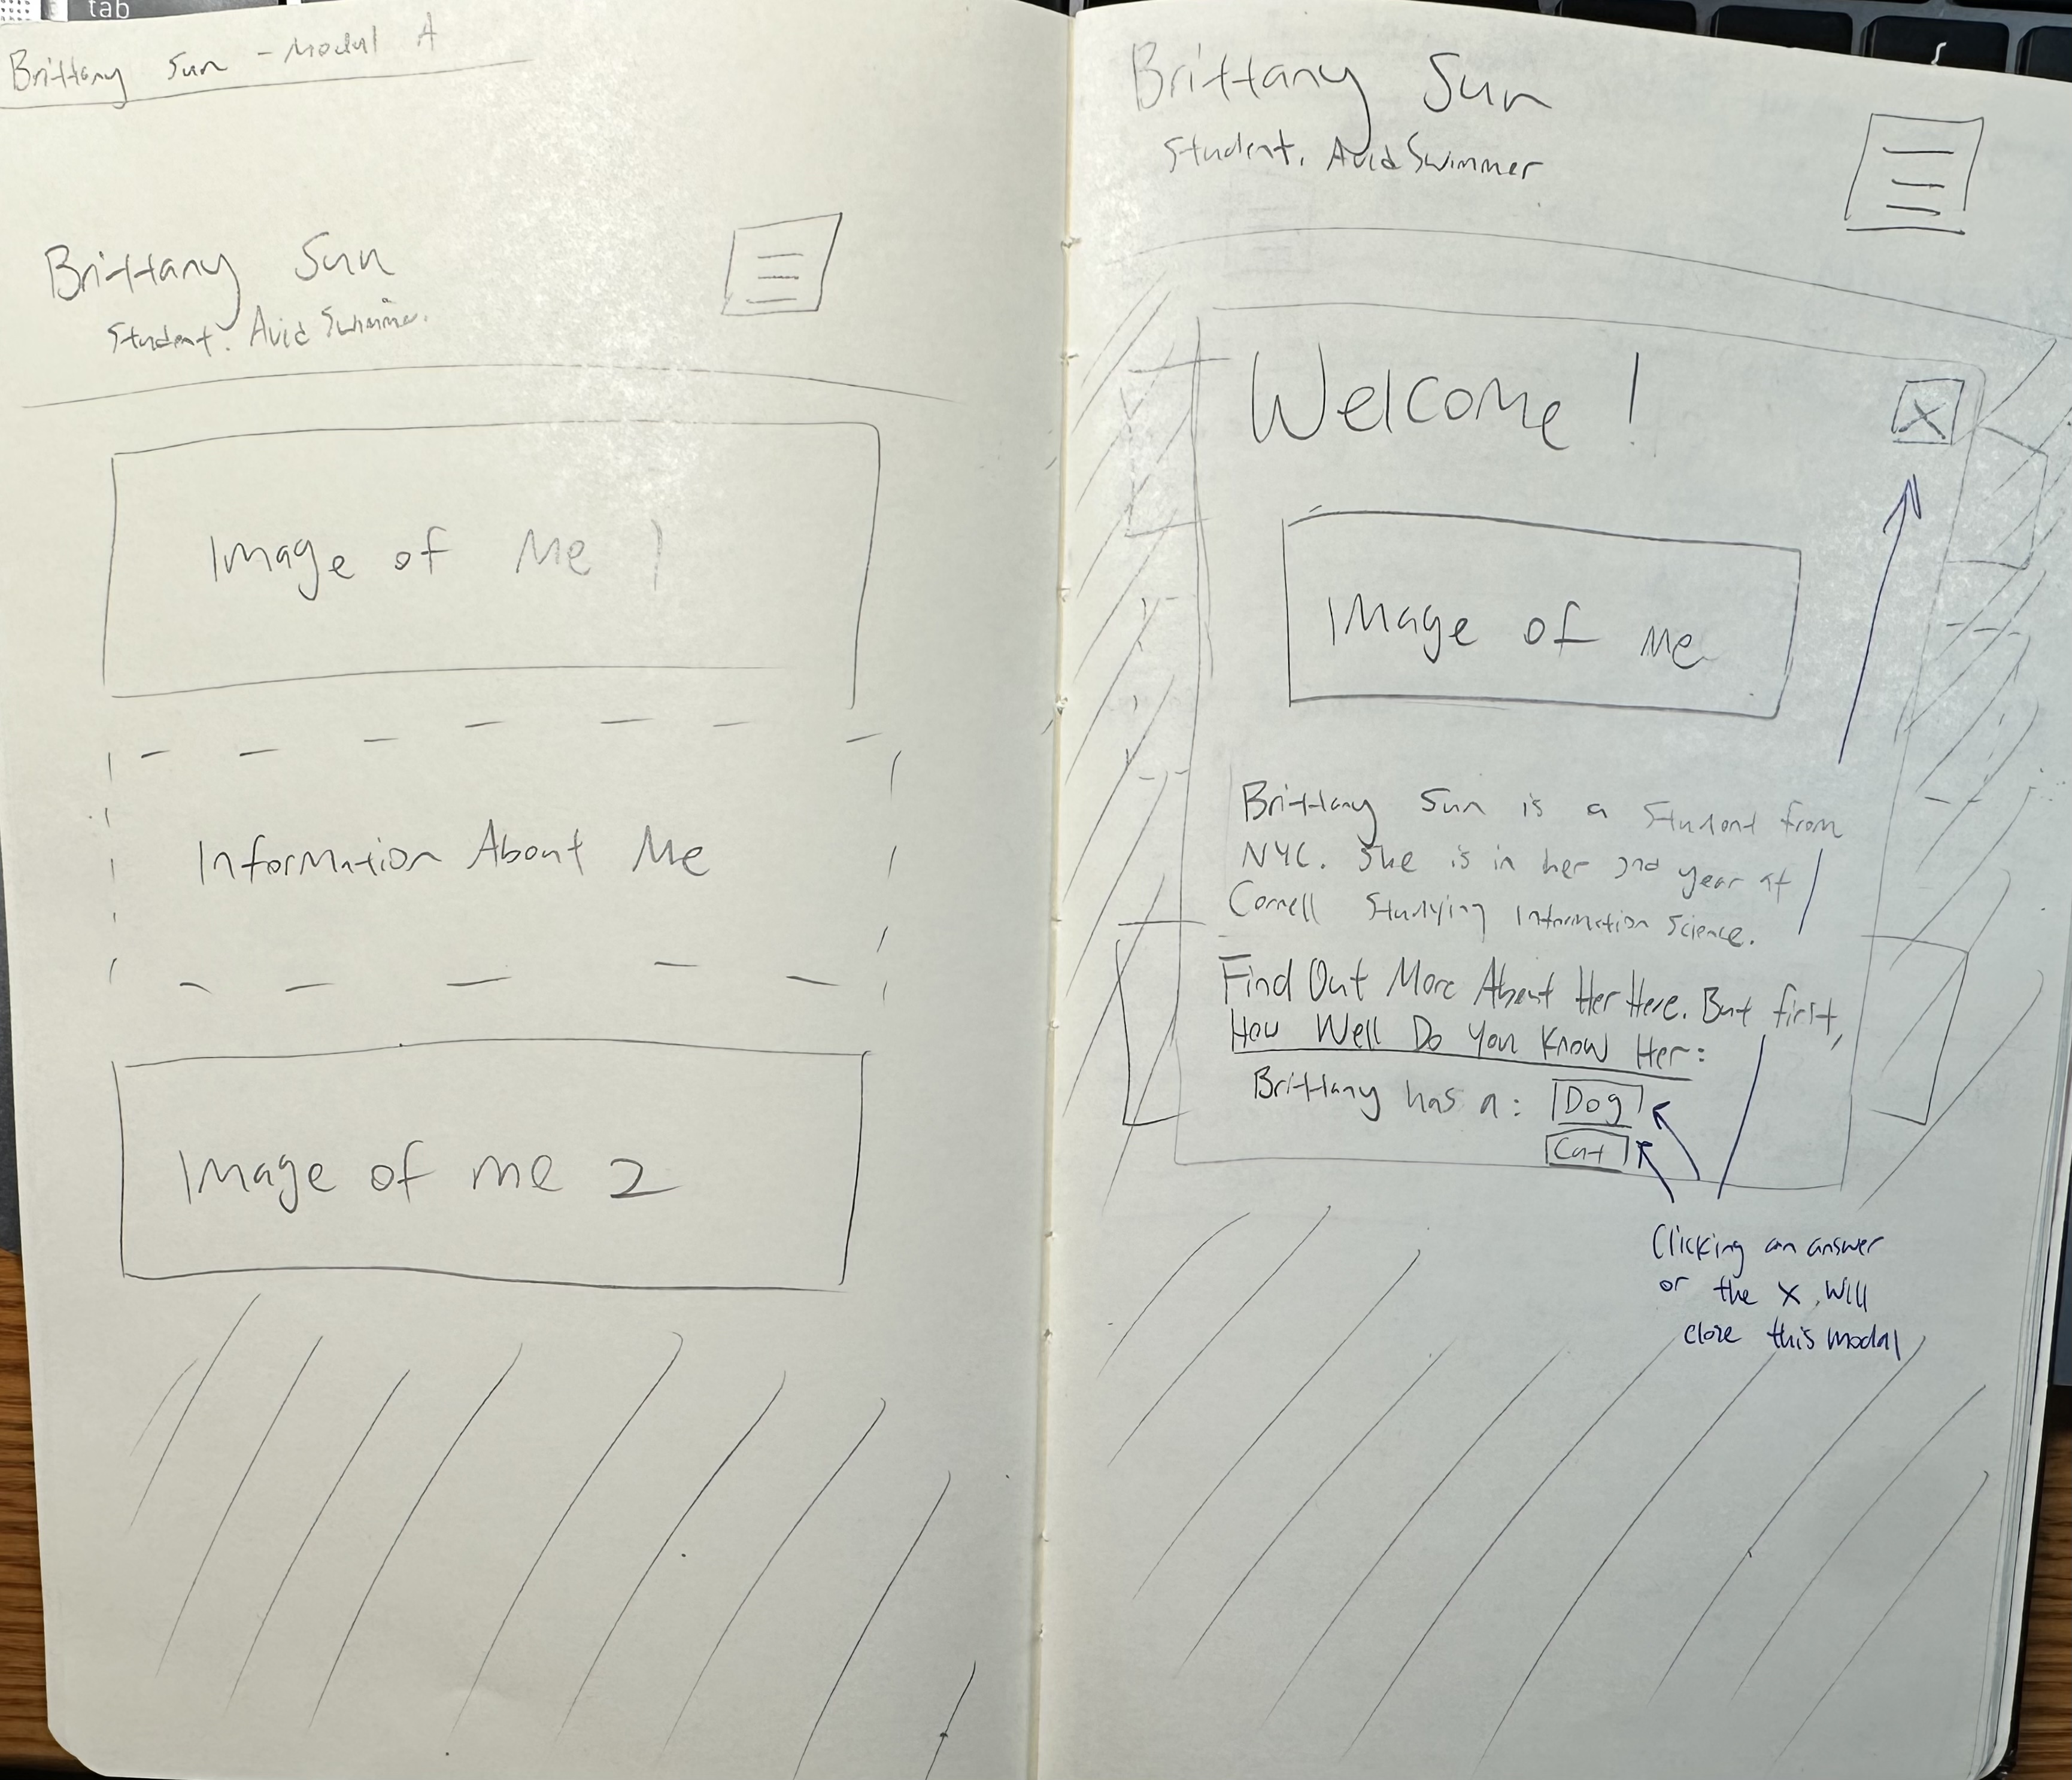 tab
Brittany Sun - Modal A
Brittany Sun
Student. Avid Swimmer.
Image of Me 1
Information About Me
Image of me 2
Brittany Sun
Student. Avid Swimmer
Welcome!
X
Image of me
Brittany Sun is a Student from
NYC. She is in her 2nd year at
Cornell Studying Information Science.
Find Out More About Her Here. But first,
How Well Do You Know Her:
Brittany has a: Dog
Cat
Clicking an answer
or the X will
close this modal